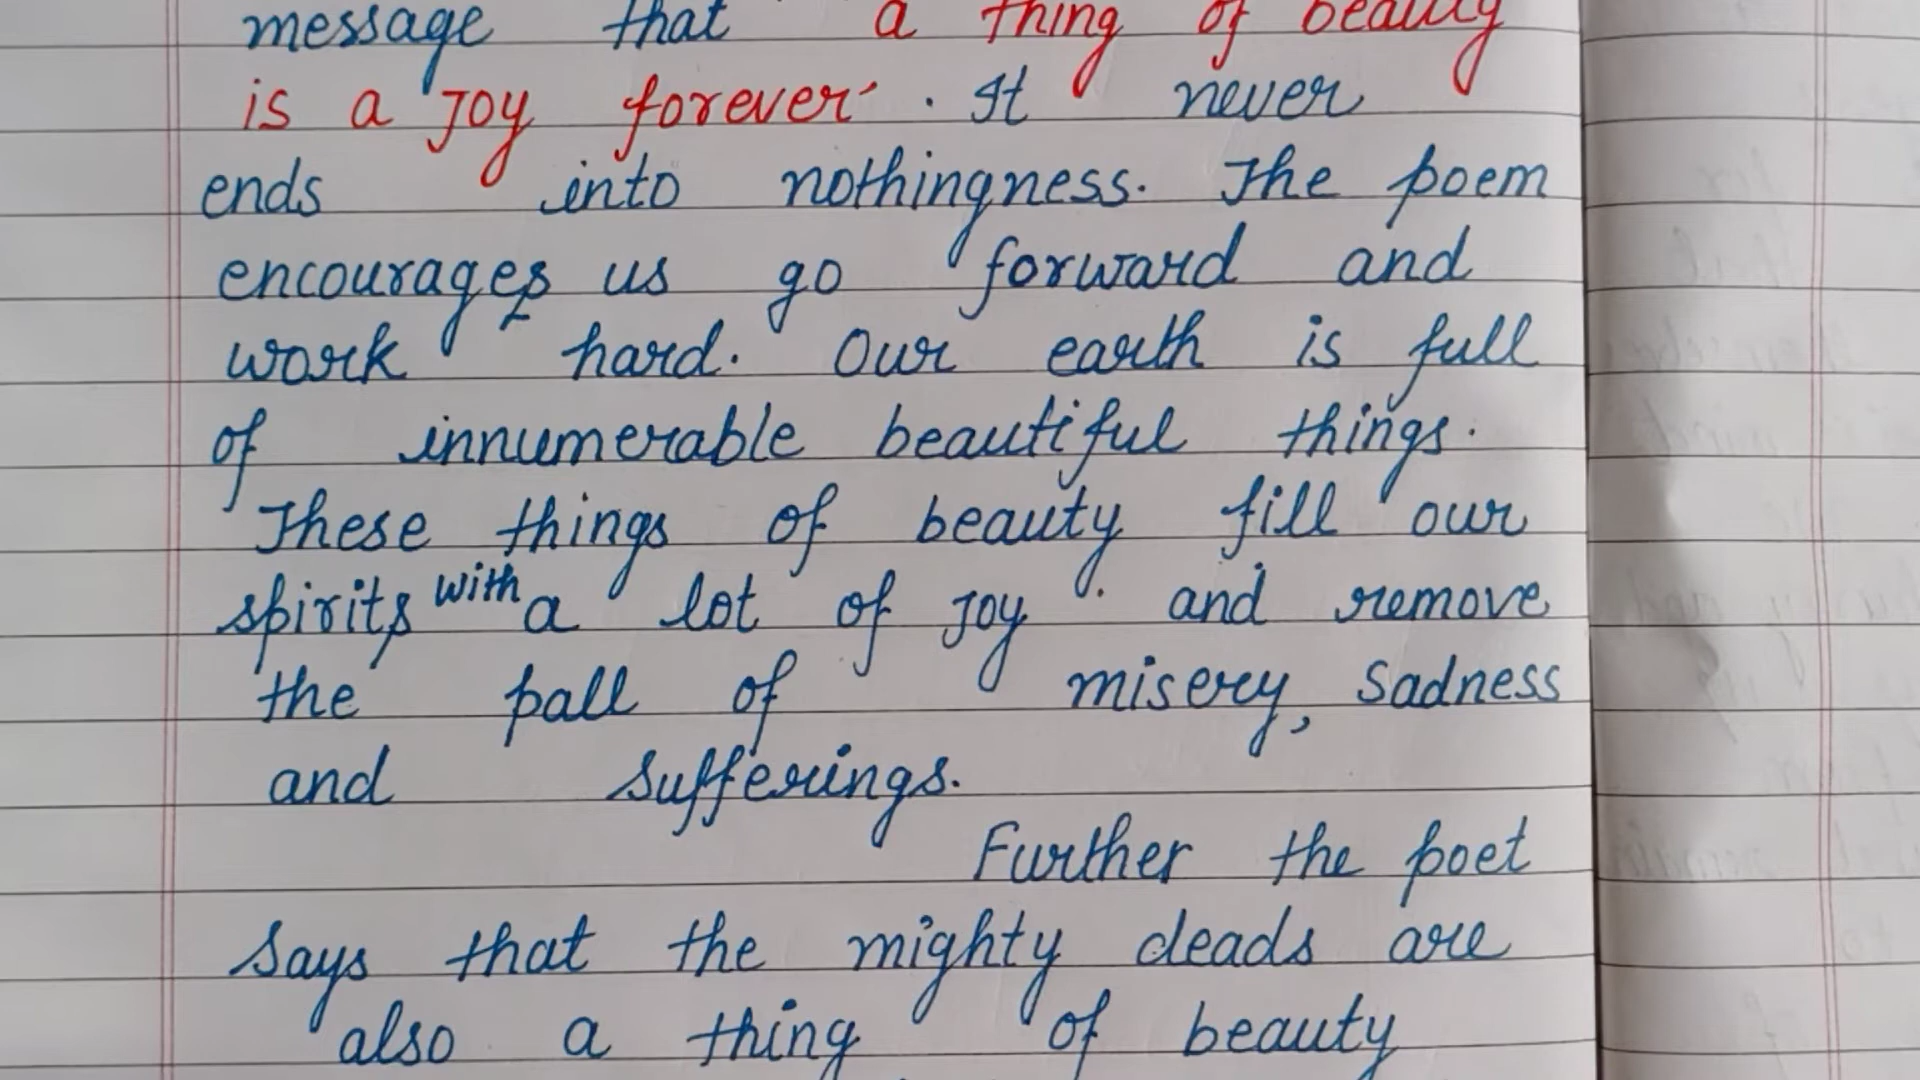 message that a thing of beauty
is a Joy forever'. It never
ends into nothingness. The poem
encourages us go forward and
work hard. Our earth is full
of innumerable beautiful things.
These things of beauty fill our
spirits with a lot of Joy. and remove
the pall of misery, sadness
and sufferings.
Further the poet
says that the mighty deads are
also a thing of beauty